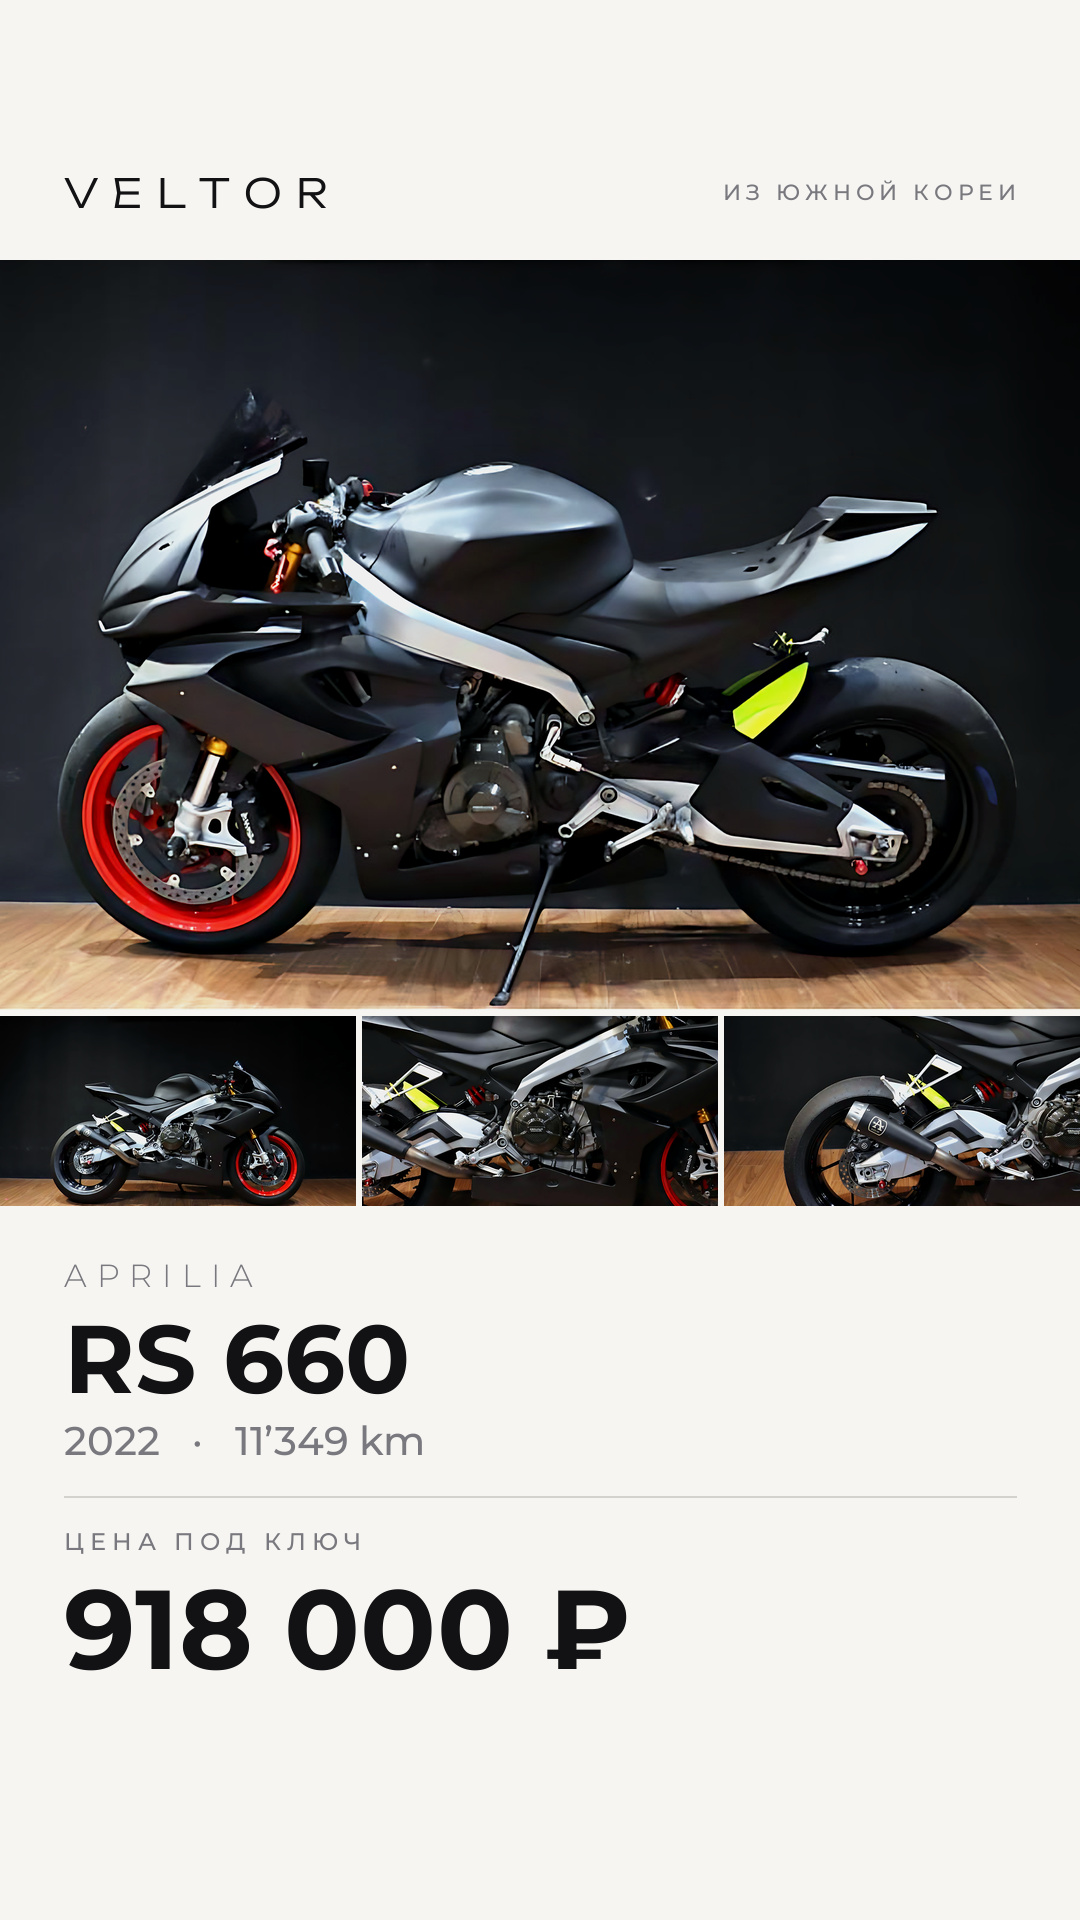 VELTOR
ИЗ ЮЖНОЙ КОРЕИ
APRILIA
RS 660
2022 · 11’349 km
ЦЕНА ПОД КЛЮЧ
918 000 ₽